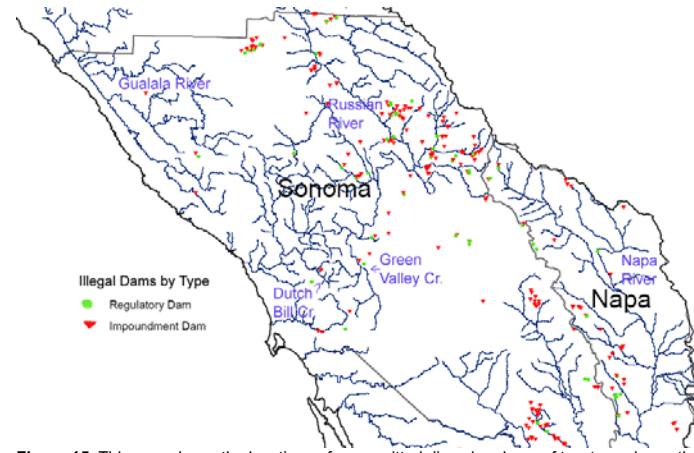 Gualala River
Russian
River
Sonoma
Green
Valley Cr.
Napa
River
Illegal Dams by Type
Regulatory Dam
Impoundment Dam
Dutch
Bill Cr.
Napa